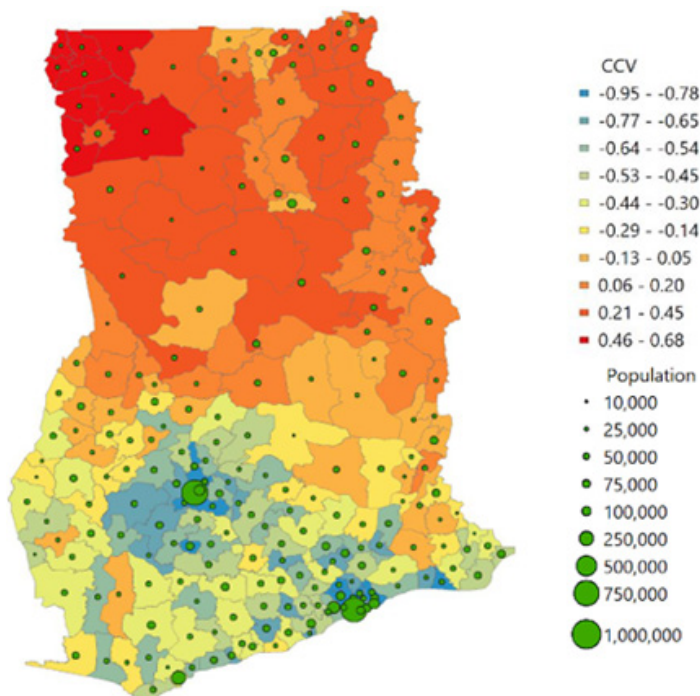 CCV
-0.95 - -0.78
-0.77 - -0.65
-0.64 - -0.54
-0.53 - -0.45
-0.44 - -0.30
-0.29 - -0.14
-0.13 - 0.05
0.06 - 0.20
0.21 - 0.45
0.46 - 0.68
Population
10,000
25,000
50,000
75,000
100,000
250,000
500,000
750,000
1,000,000